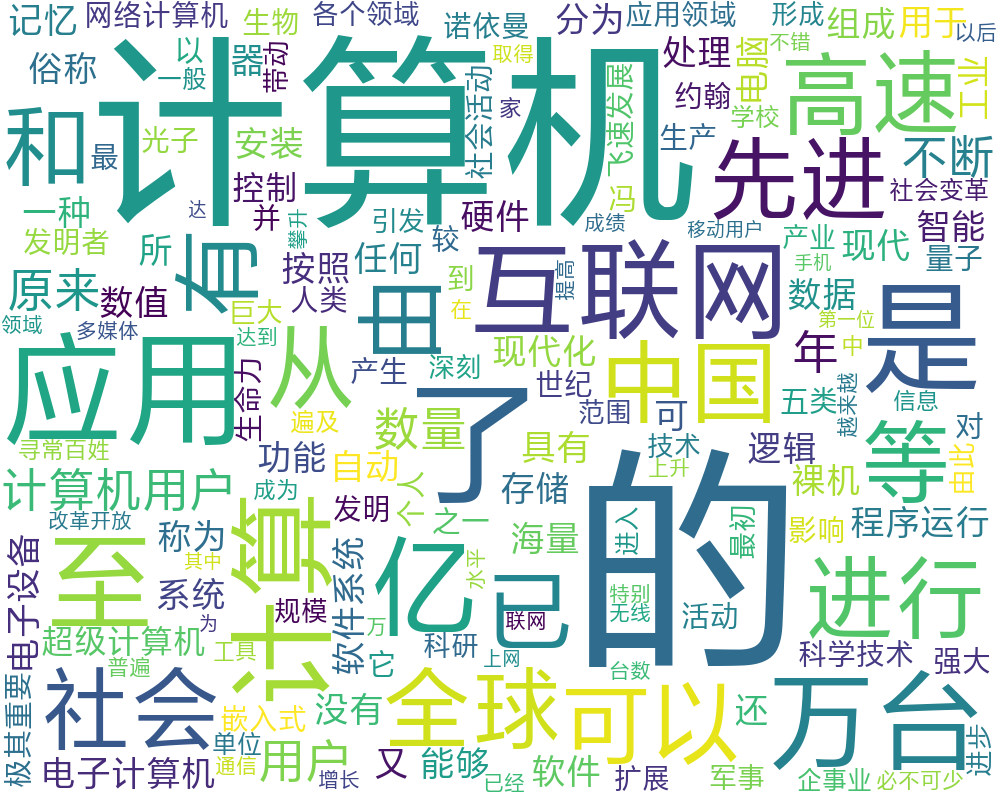 记忆
网络计算机
生物
各个领域
诺依曼
分为
应用领域
形成
组成
用于
以后
俗称
以
器
一般
带动
计算机
取得
处理
电脑
不错
高速
工业
和
最
光子
安装
社会活动
家
飞速发展
约翰
学校
生产
先进
不断
一种
发明者
达
控制
并
攀升
引发
硬件
较
冯
成绩
移动用户
社会变革
智能
产业
现代
量子
所
有
按照
任何
到
提高
互联网
手机
数据
是
原来
数值
人类
巨大
由
在
领域
多媒体
达到
第一位
应用
从
产生
深刻
现代化
中国
年
中
生命力
世纪
范围
可
五类
越来越
信息
寻常百姓
遍及
了
数量
具有
技术
逻辑
对
等
功能
自动
上升
裸机
由此
计算机用户
成为
存储
的
改革开放
称为
发明
个人
之一
海量
进入
最初
影响
程序运行
电子设备
至
其中
计算
软件系统
亿
水平
已
特别
无线
进行
系统
为
规模
万
联网
活动
超级计算机
工具
它
科研
上网
台数
科学技术
强大
普遍
极其重要
社会
嵌入式
没有
全球
可以
还
万台
进步
单位
通信
用户
电子计算机
增长
又
能够
已经
软件
扩展
军事
企事业
必不可少